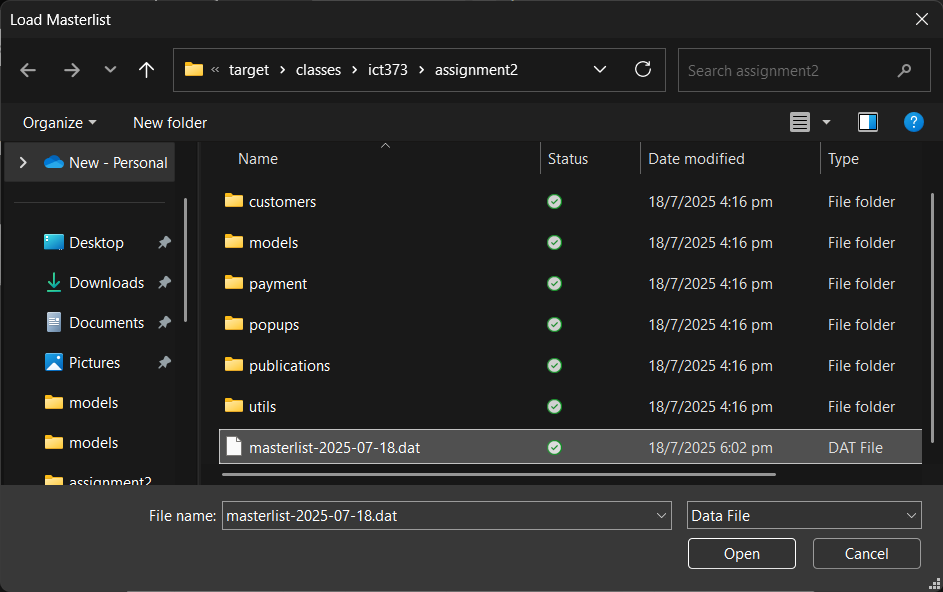 Load Masterlist
« target > classes > ict373 > assignment2
Search assignment2
Organize
New folder
?
New - Personal
Desktop
Downloads
Documents
Pictures
models
models
assignment2
Name
Status
Date modified
Type
customers 18/7/2025 4:16 pm File folder
models 18/7/2025 4:16 pm File folder
payment 18/7/2025 4:16 pm File folder
popups 18/7/2025 4:16 pm File folder
publications 18/7/2025 4:16 pm File folder
utils 18/7/2025 4:16 pm File folder
masterlist-2025-07-18.dat 18/7/2025 6:02 pm DAT File
File name: masterlist-2025-07-18.dat
Data File
Open
Cancel